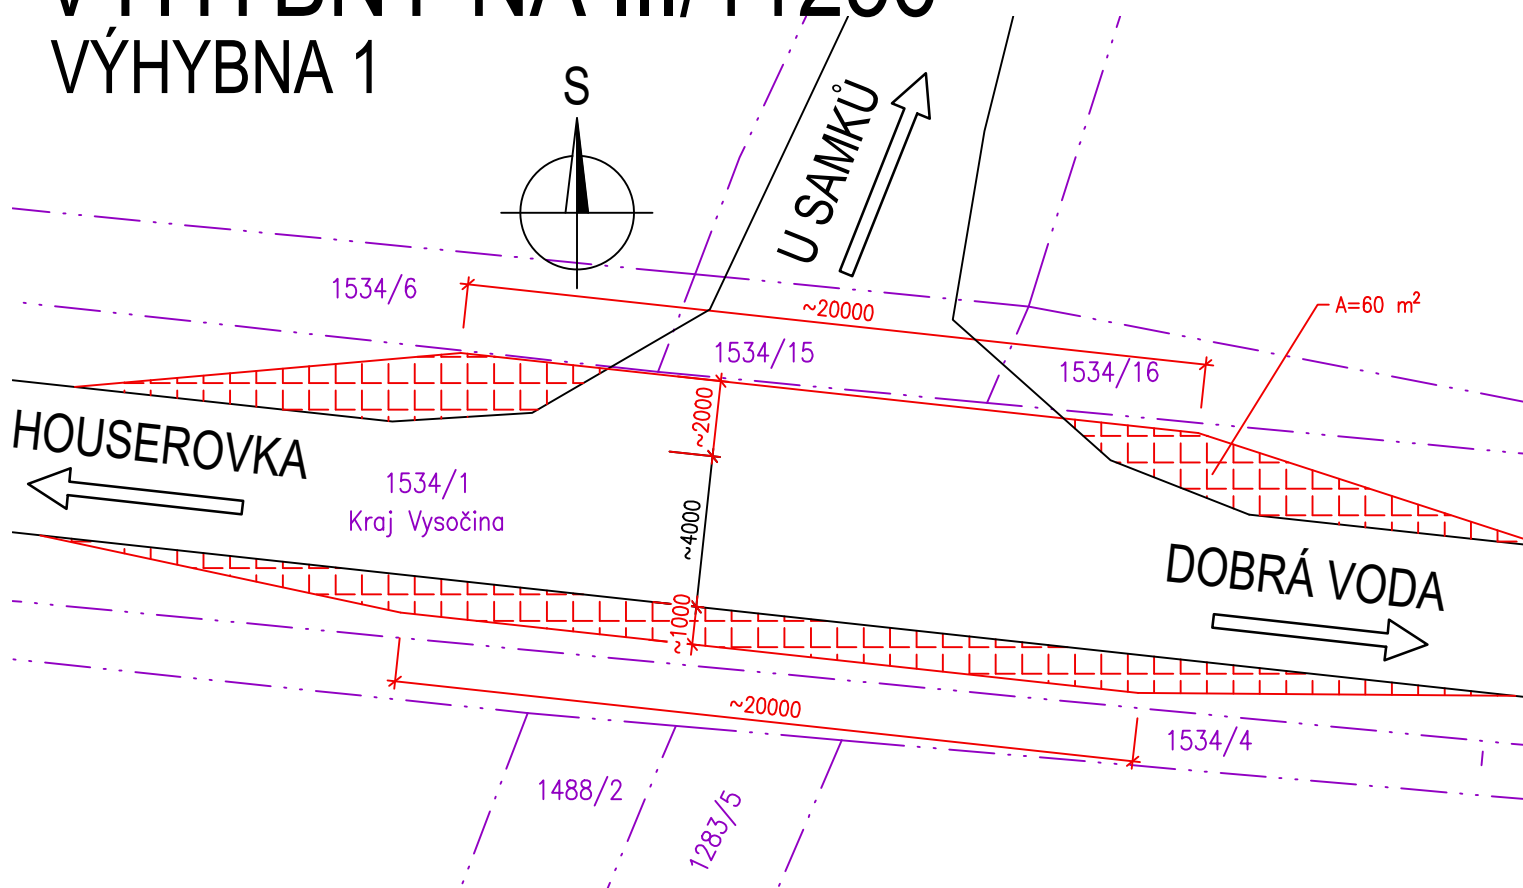 VÝHYBNA 1
S
U SAMKŮ
1534/6
~20000
A=60 m²
1534/15
1534/16
~2000
HOUSEROVKA
1534/1
Kraj Vysočina
~4000
DOBRÁ VODA
~1000
~20000
1534/4
1488/2
1283/5